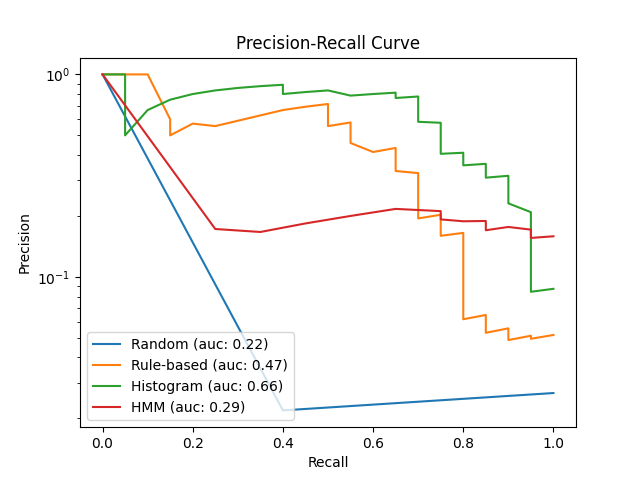 Precision-Recall Curve
10⁰
10⁻¹
Precision
Random (auc: 0.22)
Rule-based (auc: 0.47)
Histogram (auc: 0.66)
HMM (auc: 0.29)
0.0 0.2 0.4 0.6 0.8 1.0
Recall